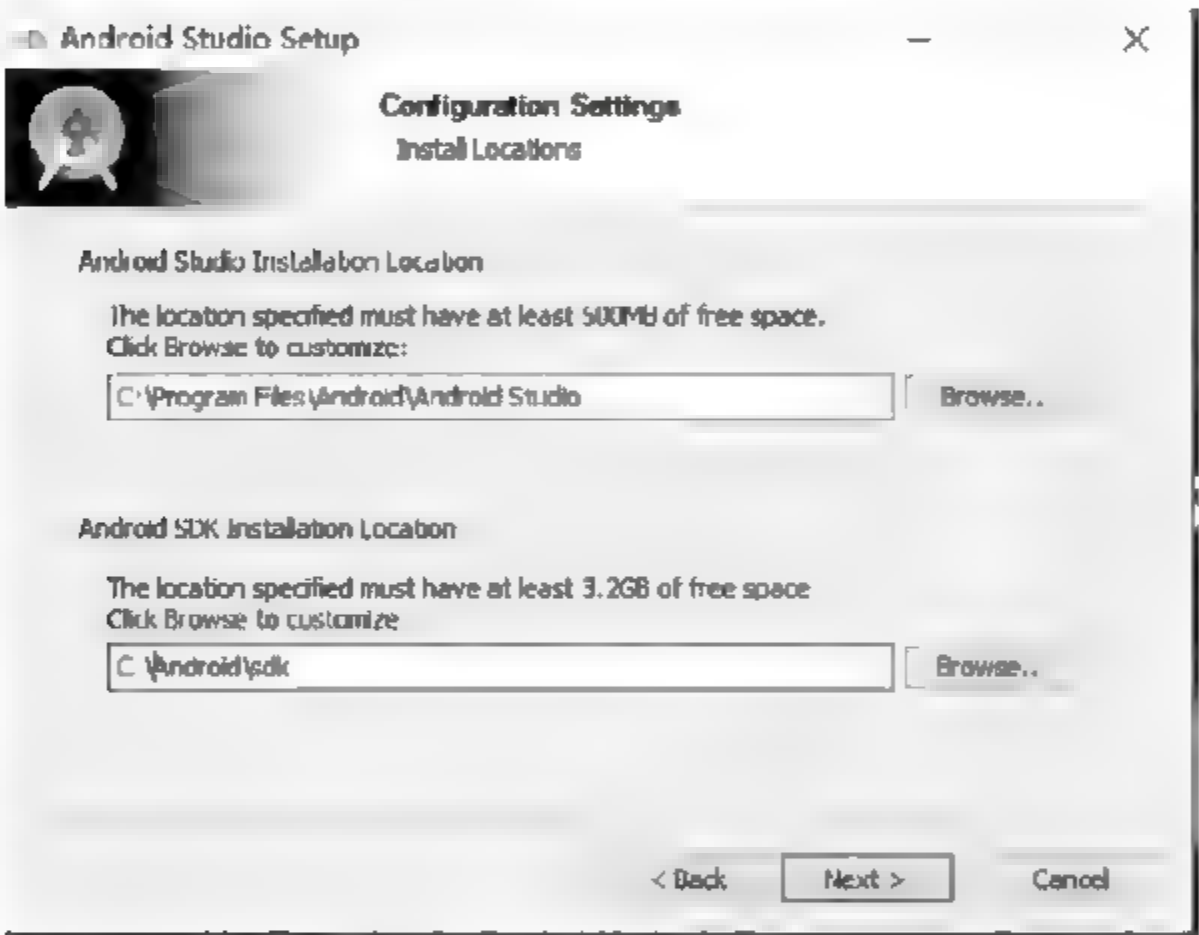 Android Studio Setup
Configuration Settings
Install Locations
Android Studio Installation Location
The location specified must have at least 500MB of free space.
Click Browse to customize:
C:\Program Files\Android\Android Studio
Browse..
Android SDK Installation Location
The location specified must have at least 3.2GB of free space
Click Browse to customize
C \Android\sdk
Browse..
< Back
Next >
Cancel